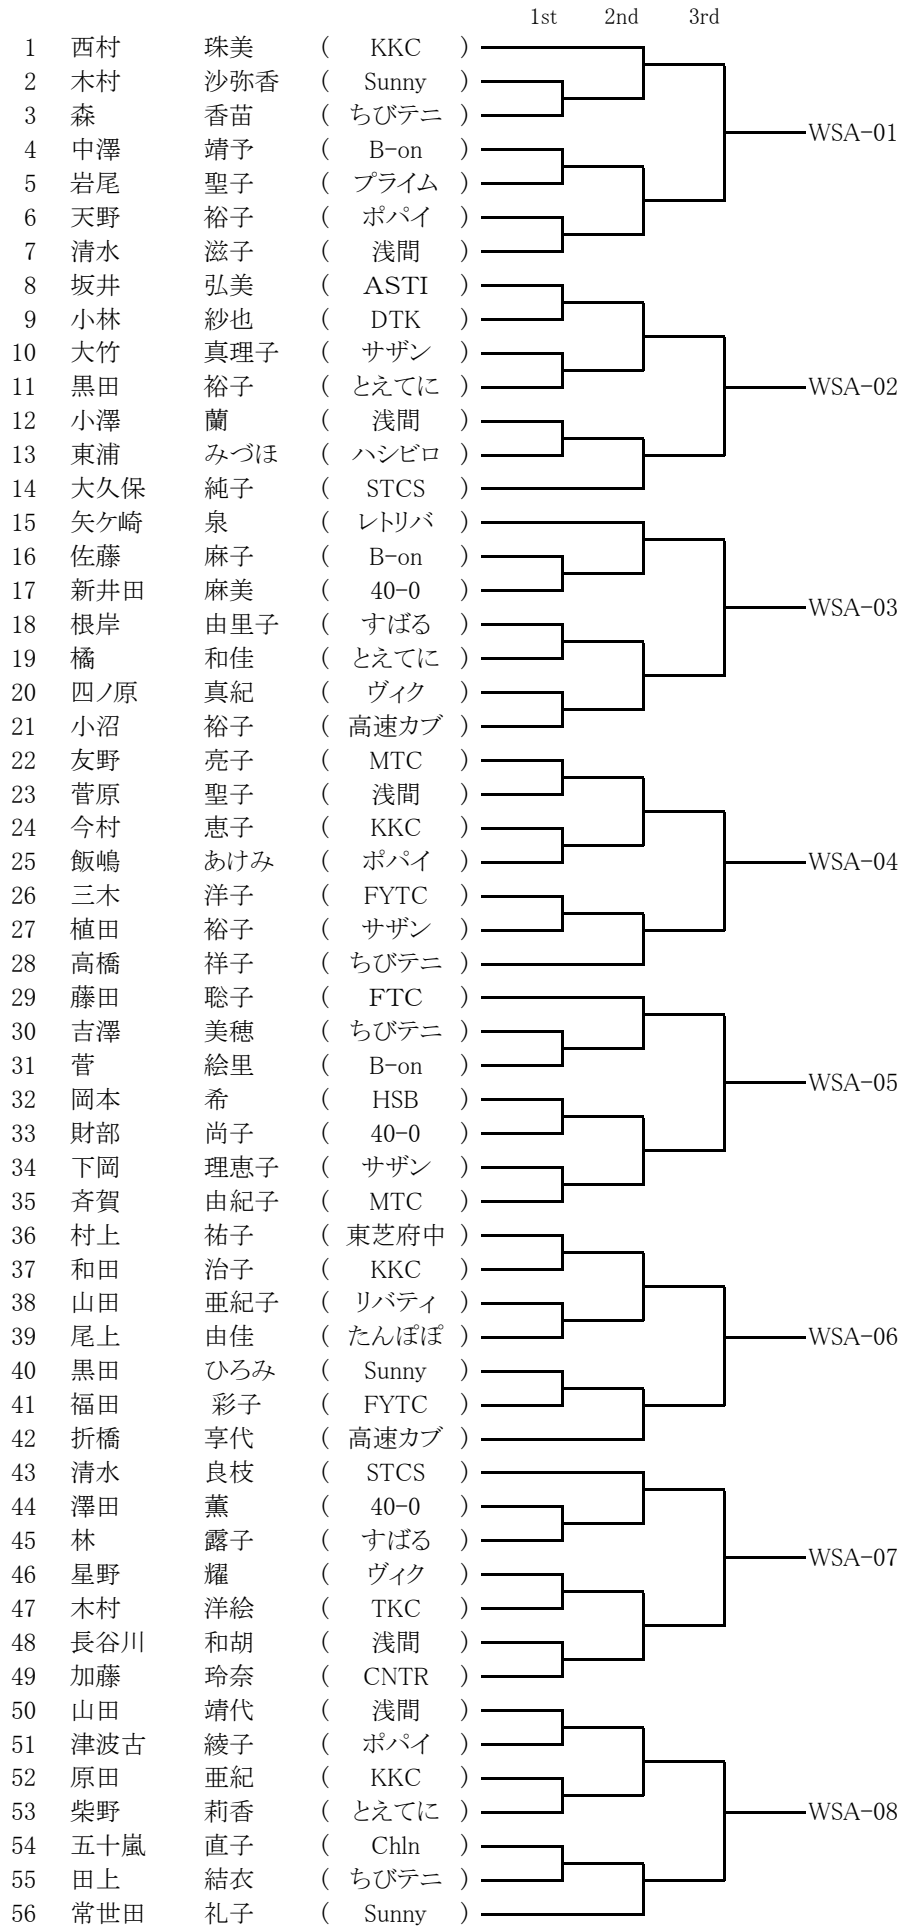 1st 2nd 3rd
1 西村 珠美 ( KKC )
2 木村 沙弥香 ( Sunny )
3 森 香苗 ( ちびテニ )
WSA-01
4 中澤 靖予 ( B-on )
5 岩尾 聖子 ( プライム )
6 天野 裕子 ( ポパイ )
7 清水 滋子 ( 浅間 )
8 坂井 弘美 ( ASTI )
9 小林 紗也 ( DTK )
10 大竹 真理子 ( サザン )
11 黒田 裕子 ( とえてに ) WSA-02
12 小澤 蘭 ( 浅間 )
13 東浦 みづほ ( ハシビロ )
14 大久保 純子 ( STCS )
15 矢ケ崎 泉 ( レトリバ )
16 佐藤 麻子 ( B-on )
17 新井田 麻美 ( 40-0 )
WSA-03
18 根岸 由里子 ( すばる )
19 橘 和佳 ( とえてに )
20 四ノ原 真紀 ( ヴィク )
21 小沼 裕子 ( 高速カブ )
22 友野 亮子 ( MTC )
23 菅原 聖子 ( 浅間 )
24 今村 恵子 ( KKC )
25 飯嶋 あけみ ( ポパイ ) WSA-04
26 三木 洋子 ( FYTC )
27 植田 裕子 ( サザン )
28 高橋 祥子 ( ちびテニ )
29 藤田 聡子 ( FTC )
30 吉澤 美穂 ( ちびテニ )
31 菅 絵里 ( B-on )
WSA-05
32 岡本 希 ( HSB )
33 財部 尚子 ( 40-0 )
34 下岡 理恵子 ( サザン )
35 斉賀 由紀子 ( MTC )
36 村上 祐子 ( 東芝府中 )
37 和田 治子 ( KKC )
38 山田 亜紀子 ( リバティ )
39 尾上 由佳 ( たんぽぽ ) WSA-06
40 黒田 ひろみ ( Sunny )
41 福田 彩子 ( FYTC )
42 折橋 享代 ( 高速カブ )
43 清水 良枝 ( STCS )
44 澤田 薫 ( 40-0 )
45 林 露子 ( すばる )
WSA-07
46 星野 耀 ( ヴィク )
47 木村 洋絵 ( TKC )
48 長谷川 和胡 ( 浅間 )
49 加藤 玲奈 ( CNTR )
50 山田 靖代 ( 浅間 )
51 津波古 綾子 ( ポパイ )
52 原田 亜紀 ( KKC )
53 柴野 莉香 ( とえてに ) WSA-08
54 五十嵐 直子 ( Chln )
55 田上 結衣 ( ちびテニ )
56 常世田 礼子 ( Sunny )